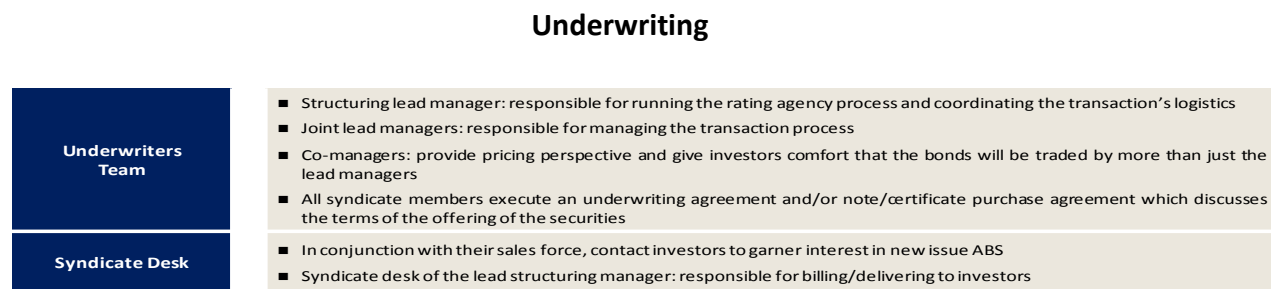 Underwriting
Underwriters
Team
■ Structuring lead manager: responsible for running the rating agency process and coordinating the transaction's logistics
■ Joint lead managers: responsible for managing the transaction process
■ Co-managers: provide pricing perspective and give investors comfort that the bonds will be traded by more than just the
lead managers
■ All syndicate members execute an underwriting agreement and/or note/certificate purchase agreement which discusses
the terms of the offering of the securities
Syndicate Desk
■ In conjunction with their sales force, contact investors to garner interest in new issue ABS
■ Syndicate desk of the lead structuring manager: responsible for billing/delivering to investors